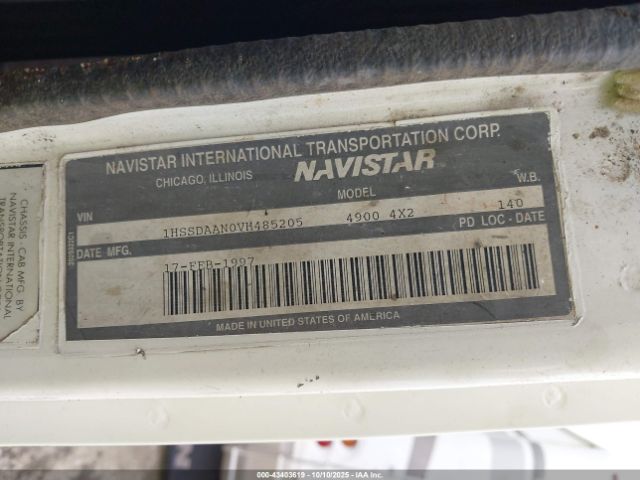 NAVISTAR INTERNATIONAL TRANSPORTATION CORP.
CHICAGO, ILLINOIS
NAVISTAR
VIN
MODEL
W.B.
1HSSDAAN0VH485205
4900 4X2
140
DATE MFG.
PD LOC - DATE
17-FEB-1997
MADE IN UNITED STATES OF AMERICA
CHASSIS - CAB MFG. BY
NAVISTAR INTERNATIONAL
000-43403619 - 10/10/2025 - IAA Inc.